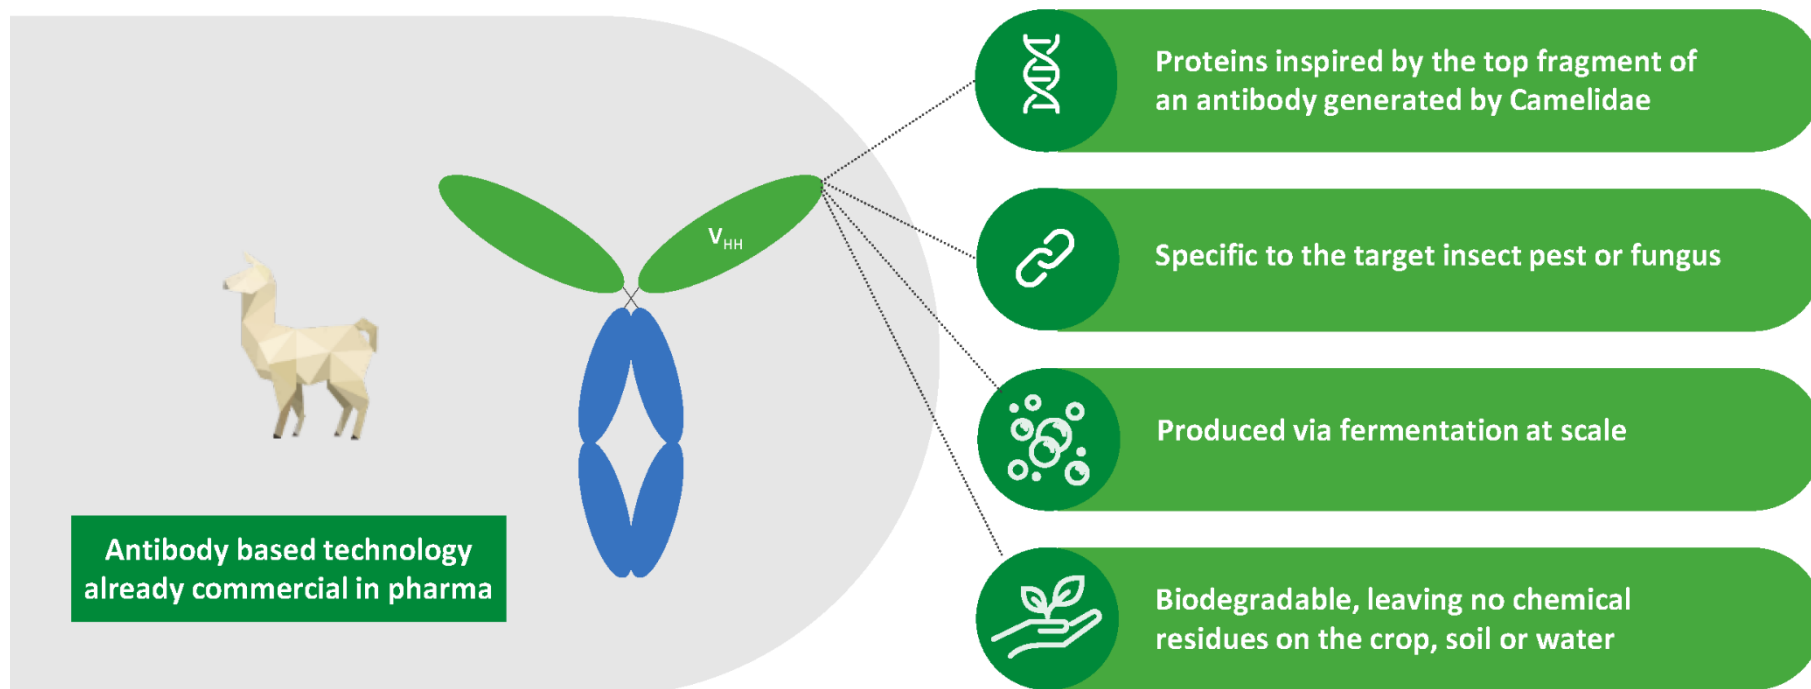 Proteins inspired by the top fragment of
an antibody generated by Camelidae
V_HH
Specific to the target insect pest or fungus
Produced via fermentation at scale
Antibody based technology
already commercial in pharma
Biodegradable, leaving no chemical
residues on the crop, soil or water